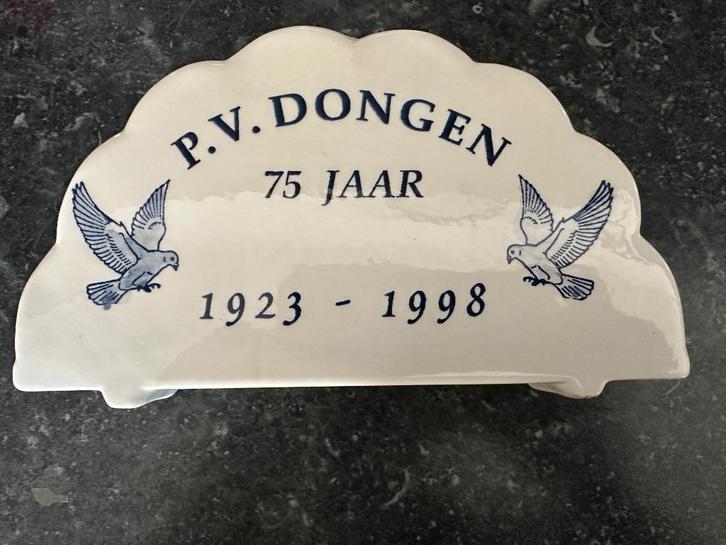 P.V. DONGEN
75 JAAR
1923 - 1998